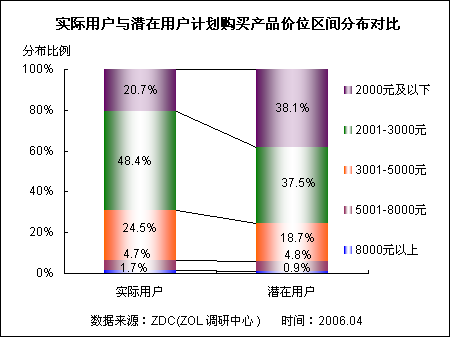 实际用户与潜在用户计划购买产品价位区间分布对比
分布比例
100%
80%
60%
40%
20%
0%
20.7%
48.4%
24.5%
4.7%
1.7%
38.1%
37.5%
18.7%
4.8%
0.9%
实际用户
潜在用户
2000元及以下
2001-3000元
3001-5000元
5001-8000元
8000元以上
数据来源：ZDC(ZOL调研中心） 时间：2006.04